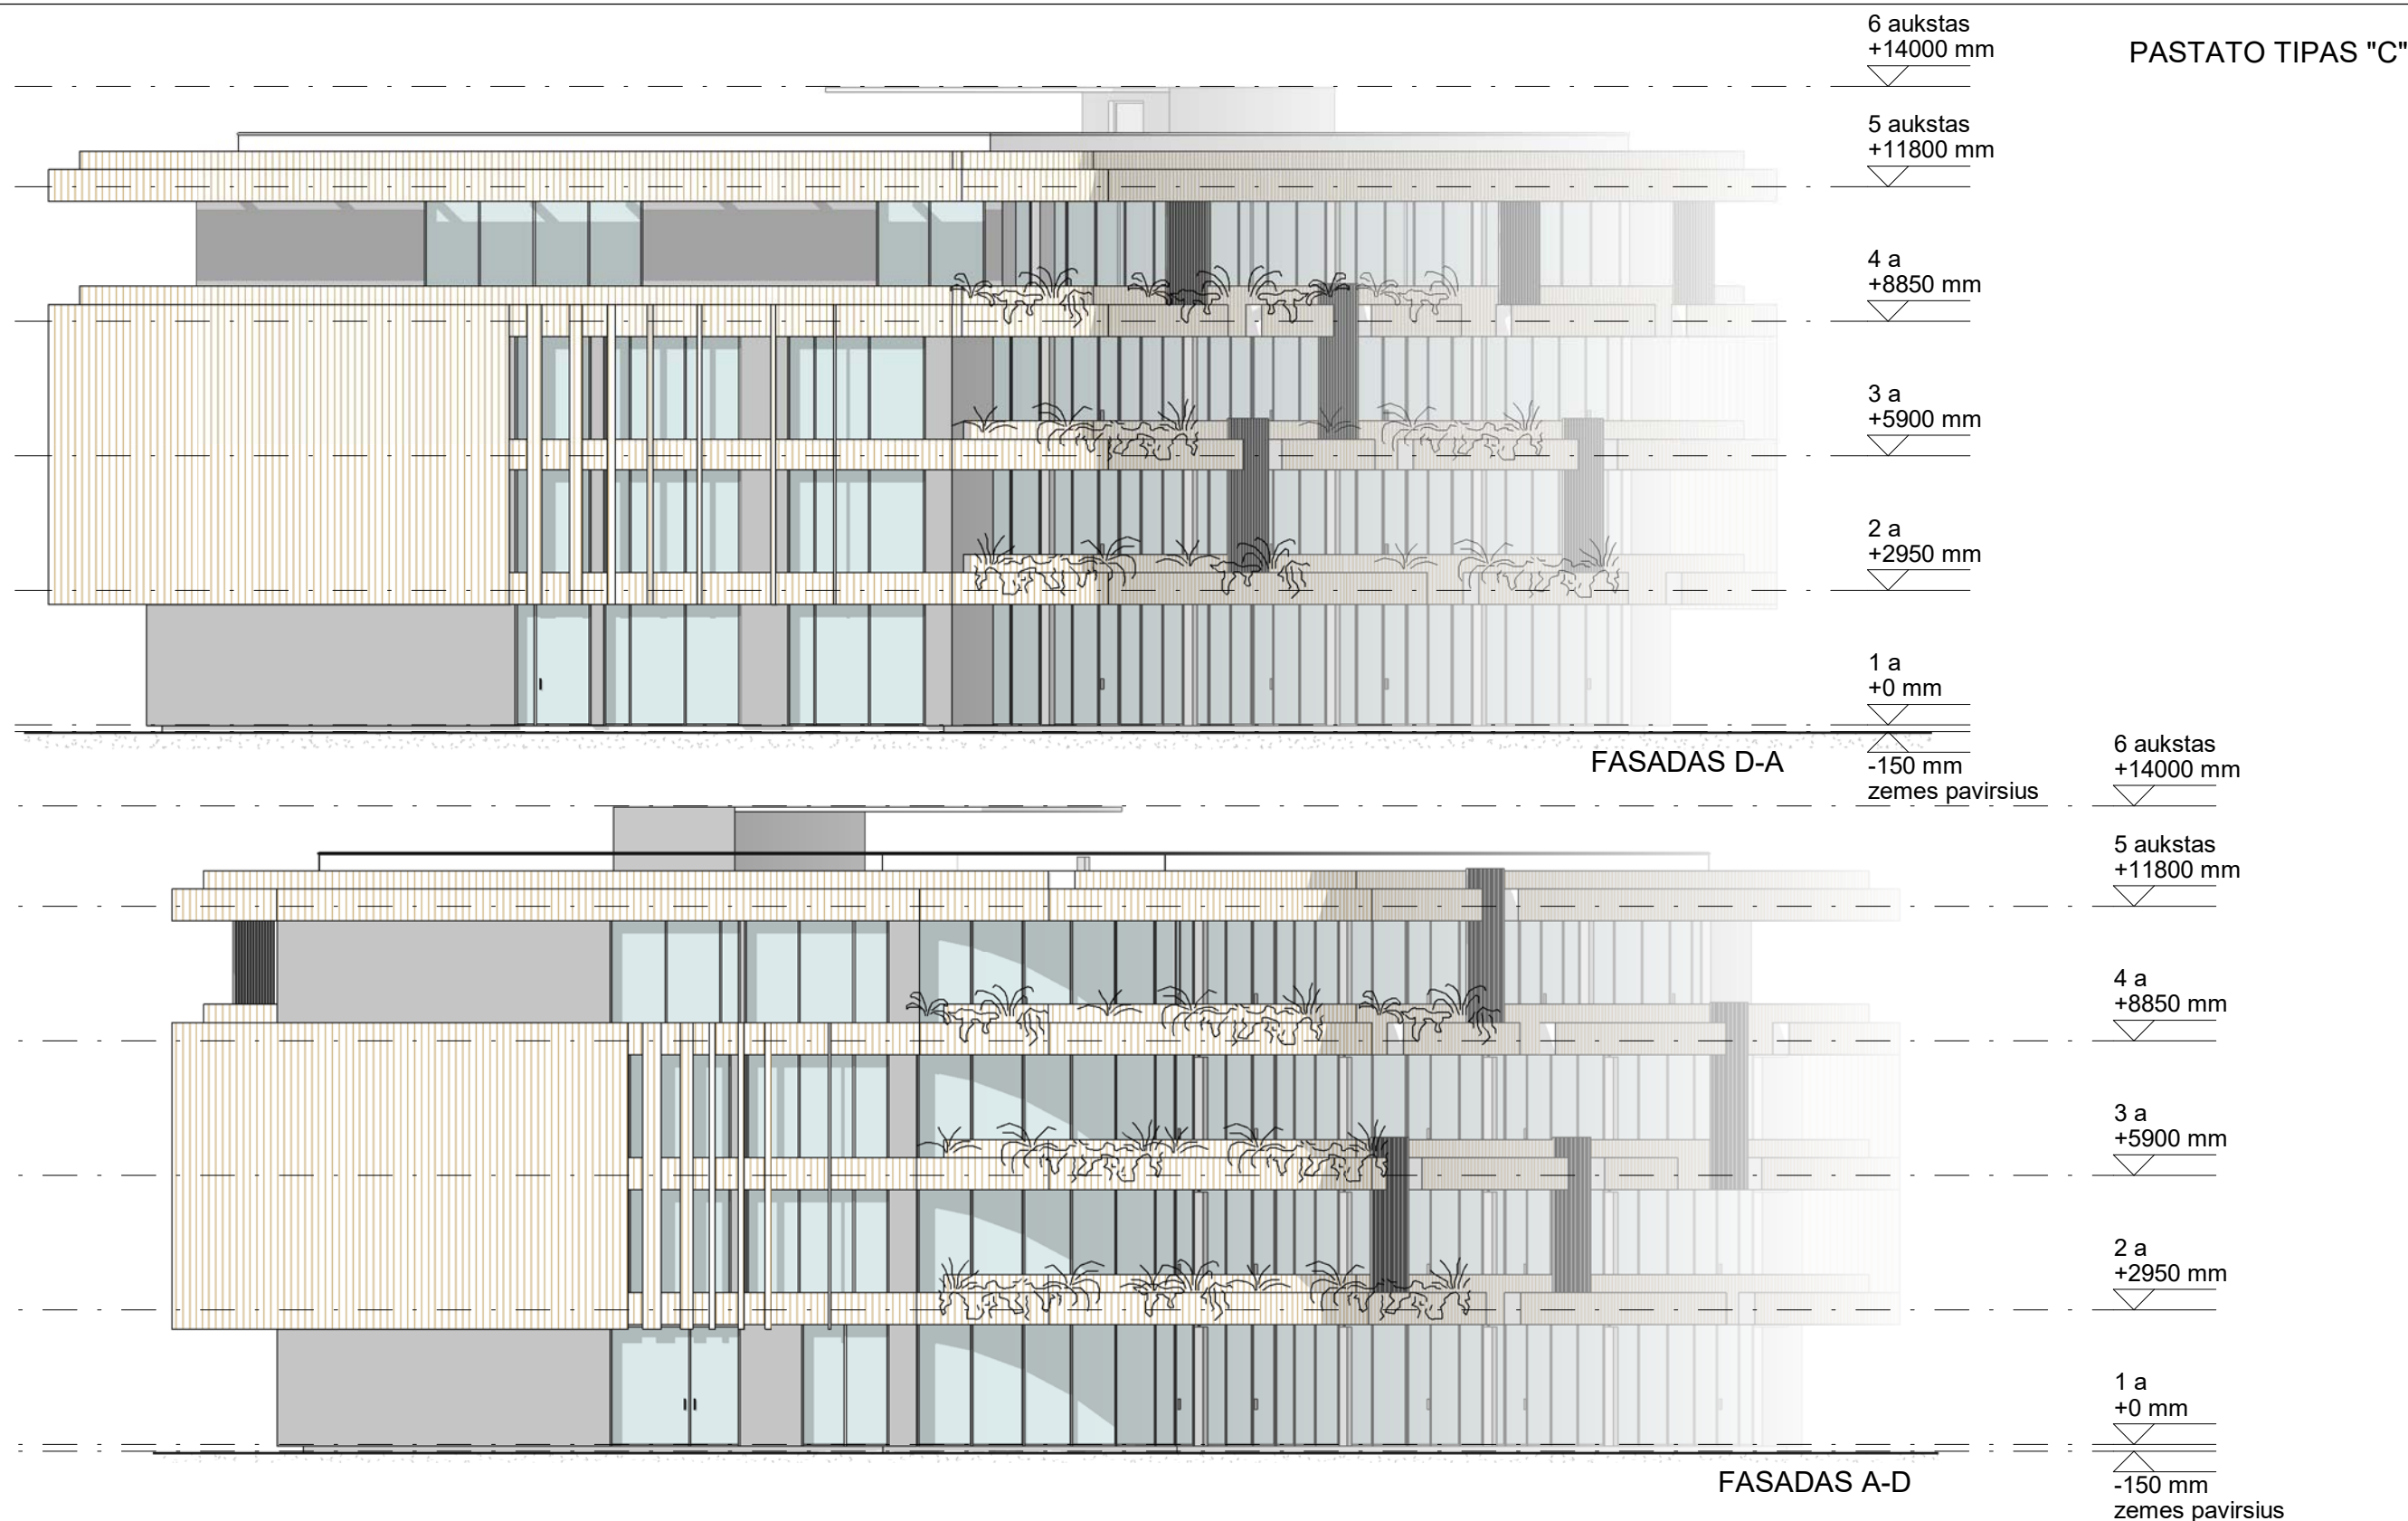 6 aukstas
+14000 mm
PASTATO TIPAS "C"
5 aukstas
+11800 mm
4 a
+8850 mm
3 a
+5900 mm
2 a
+2950 mm
1 a
+0 mm
FASADAS D-A
-150 mm
zemes pavirsius
6 aukstas
+14000 mm
5 aukstas
+11800 mm
4 a
+8850 mm
3 a
+5900 mm
2 a
+2950 mm
1 a
+0 mm
FASADAS A-D
-150 mm
zemes pavirsius